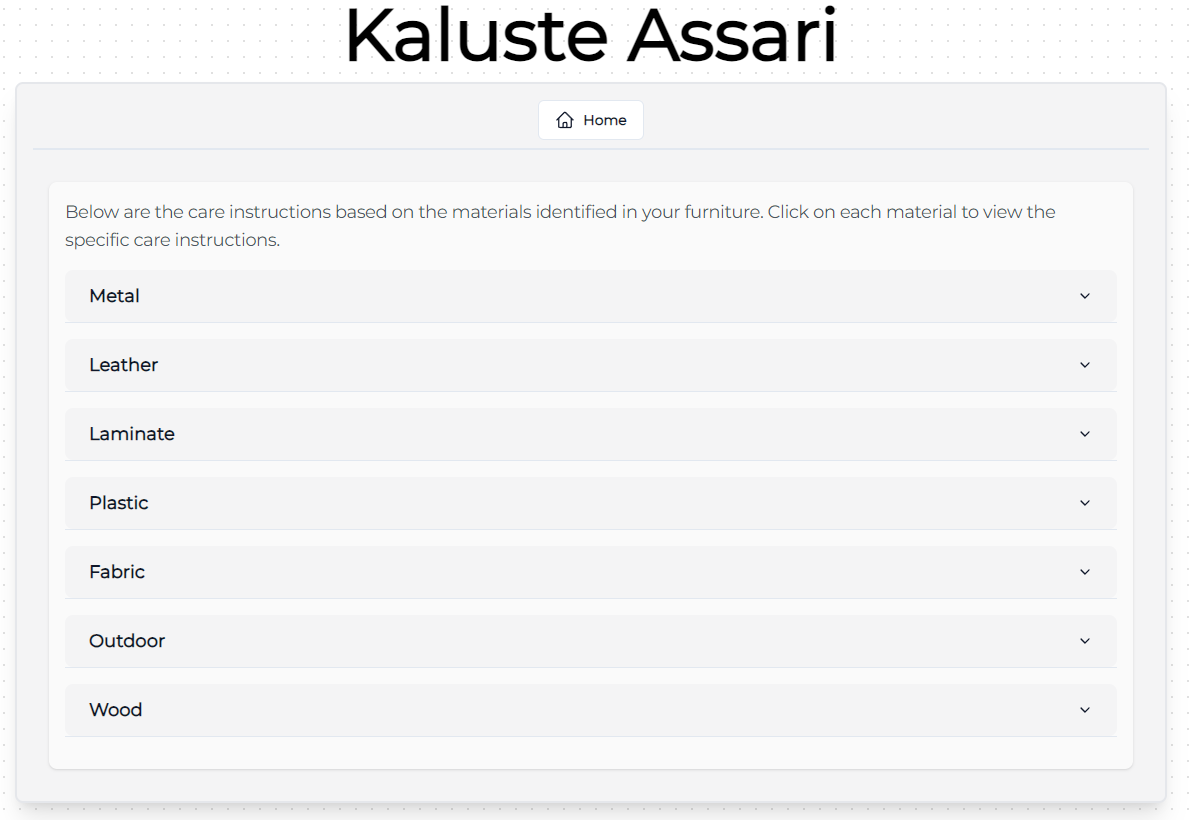 Kaluste Assari
Home
Below are the care instructions based on the materials identified in your furniture. Click on each material to view the
specific care instructions.
Metal
Leather
Laminate
Plastic
Fabric
Outdoor
Wood